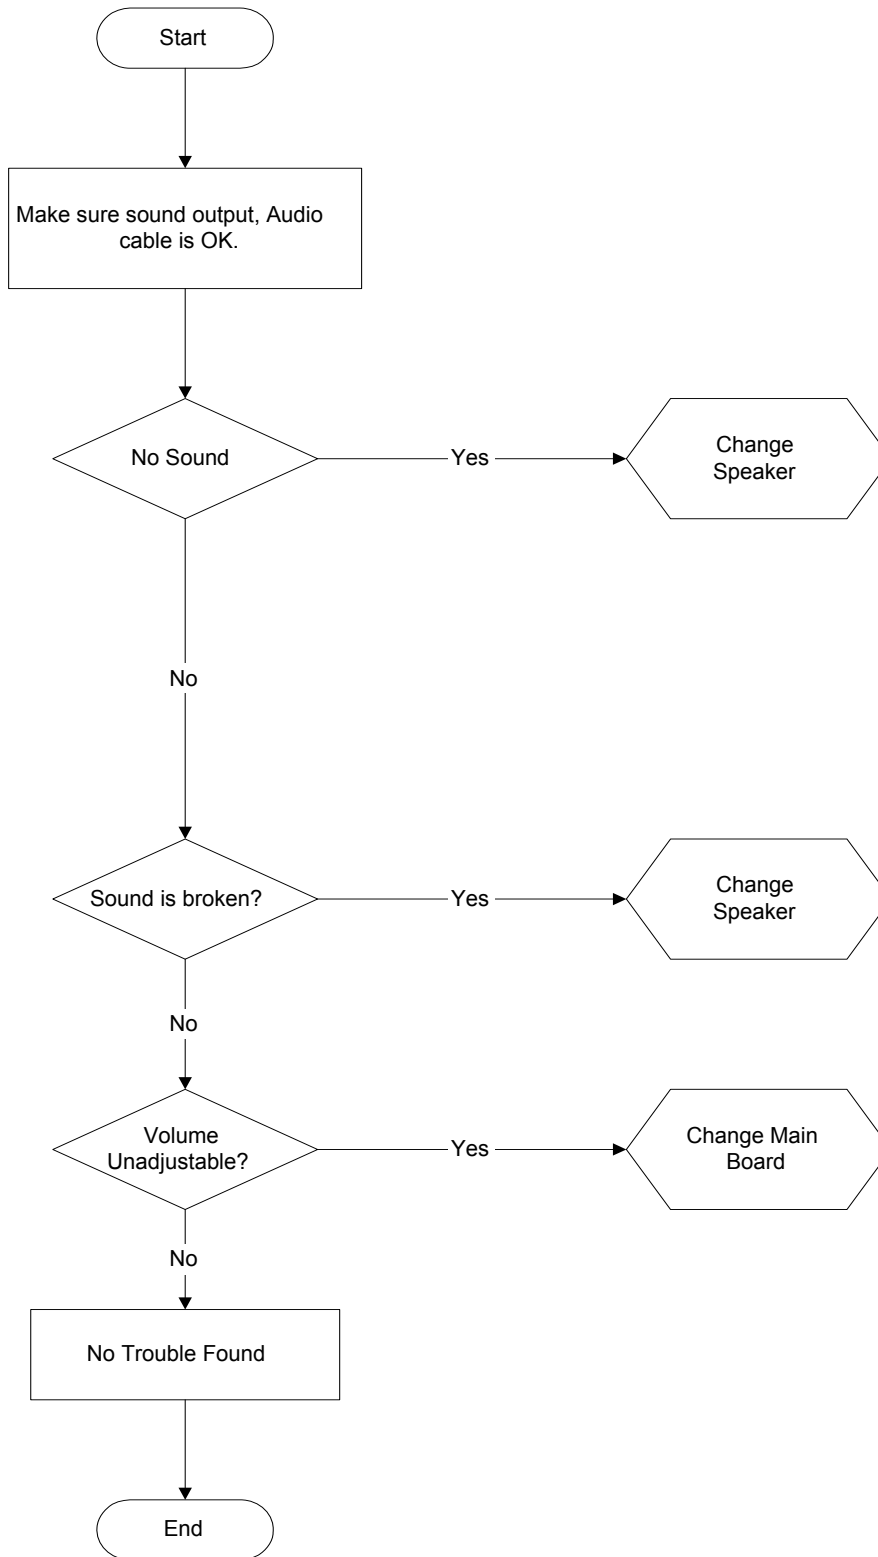 Start
Make sure sound output, Audio
cable is OK.
No Sound
Yes
Change
Speaker
No
Sound is broken?
Yes
Change
Speaker
No
Volume
Unadjustable?
Yes
Change Main
Board
No
No Trouble Found
End